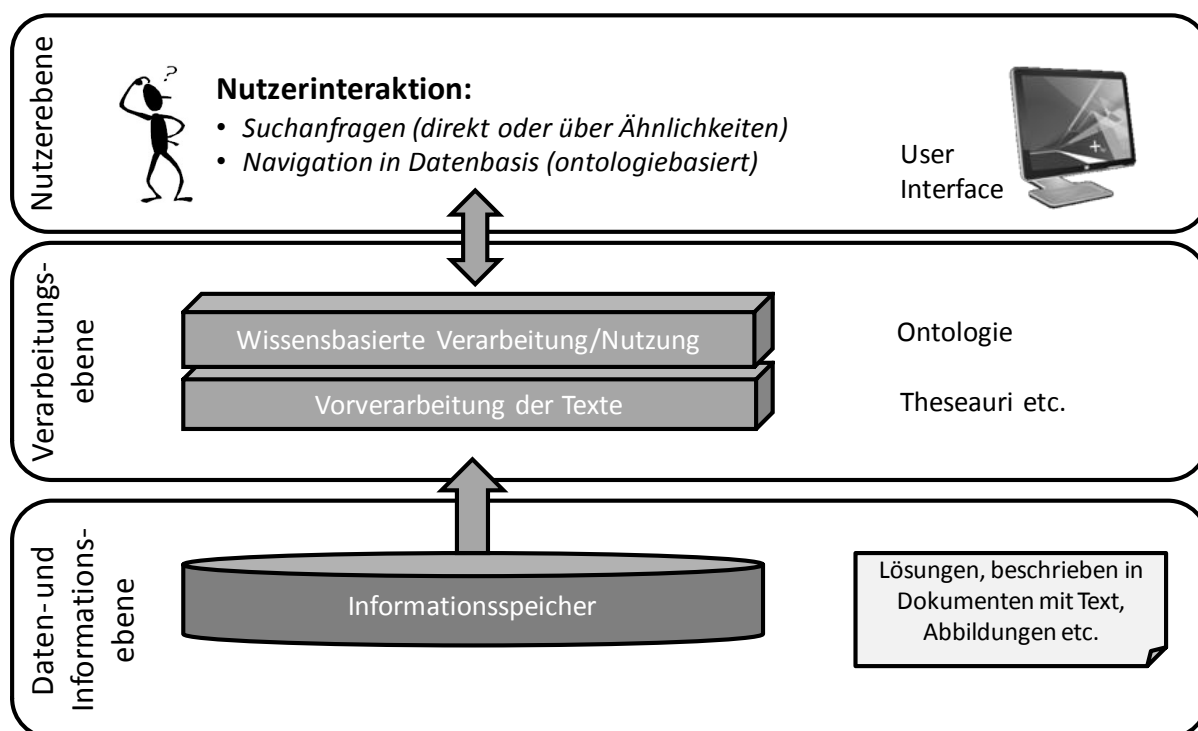 Nutzerebene
?
Nutzerinteraktion:
• Suchanfragen (direkt oder über Ähnlichkeiten)
• Navigation in Datenbasis (ontologiebasiert)
User
Interface
Verarbeitungs-
ebene
Wissensbasierte Verarbeitung/Nutzung
Vorverarbeitung der Texte
Ontologie
Theseauri etc.
Daten- und
Informations-
ebene
Informationsspeicher
Lösungen, beschrieben in
Dokumenten mit Text,
Abbildungen etc.